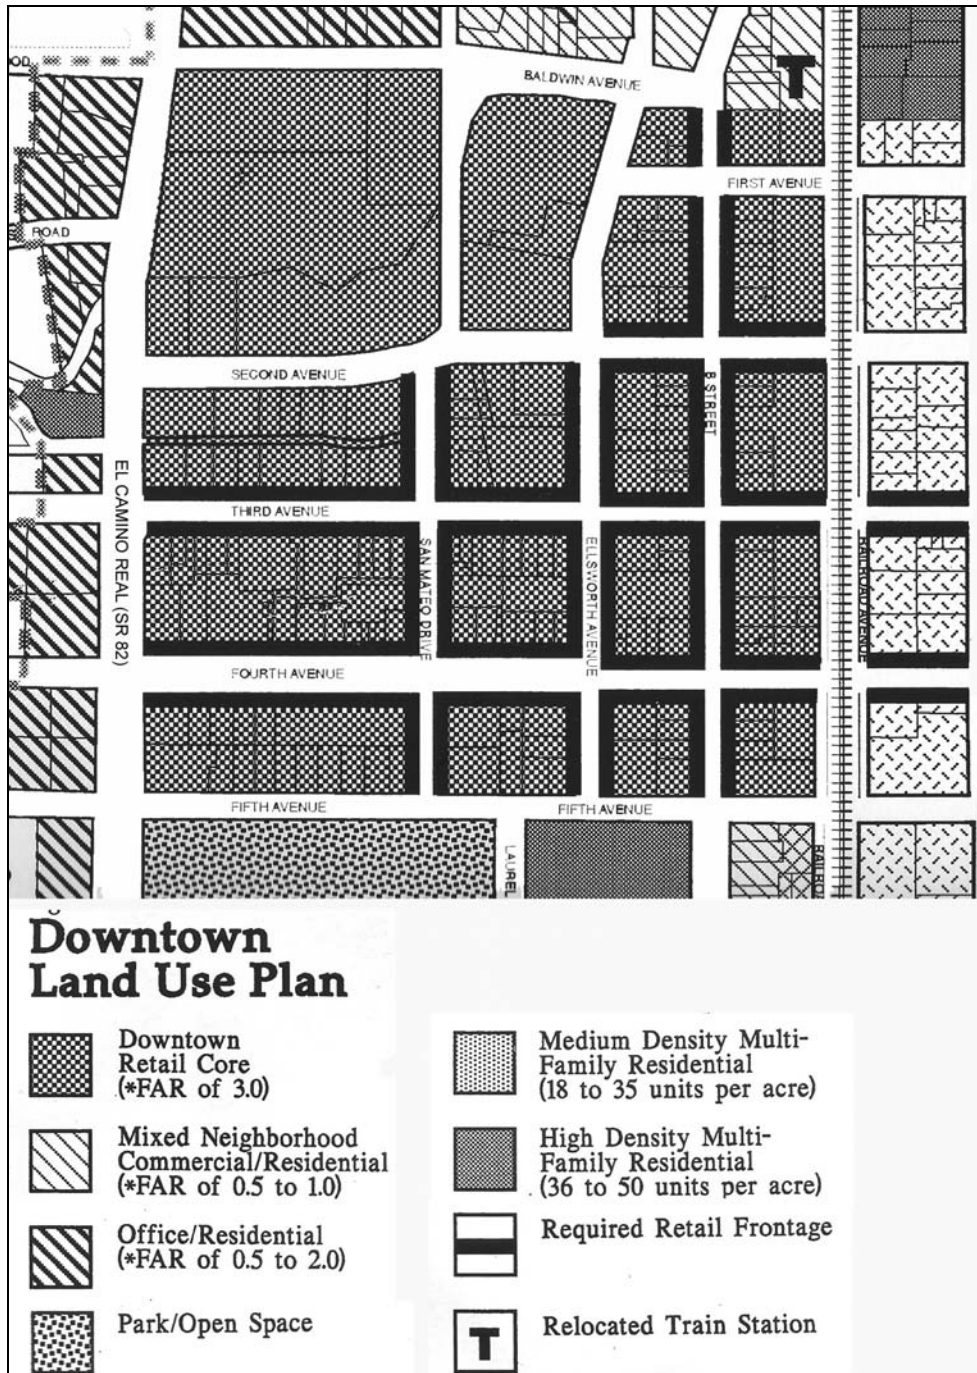 OD
BALDWIN AVENUE
T
FIRST AVENUE
ROAD
SECOND AVENUE
B STREET
EL CAMINO REAL (SR 82)
THIRD AVENUE
SAN MATEO DRIVE
ELLSWORTH AVENUE
RAILROAD AVENUE
FOURTH AVENUE
FIFTH AVENUE
FIFTH AVENUE
LAUREL
RAILRO
Downtown
Land Use Plan
Downtown
Retail Core
(*FAR of 3.0)
Mixed Neighborhood
Commercial/Residential
(*FAR of 0.5 to 1.0)
Office/Residential
(*FAR of 0.5 to 2.0)
Park/Open Space
Medium Density Multi-
Family Residential
(18 to 35 units per acre)
High Density Multi-
Family Residential
(36 to 50 units per acre)
Required Retail Frontage
T
Relocated Train Station